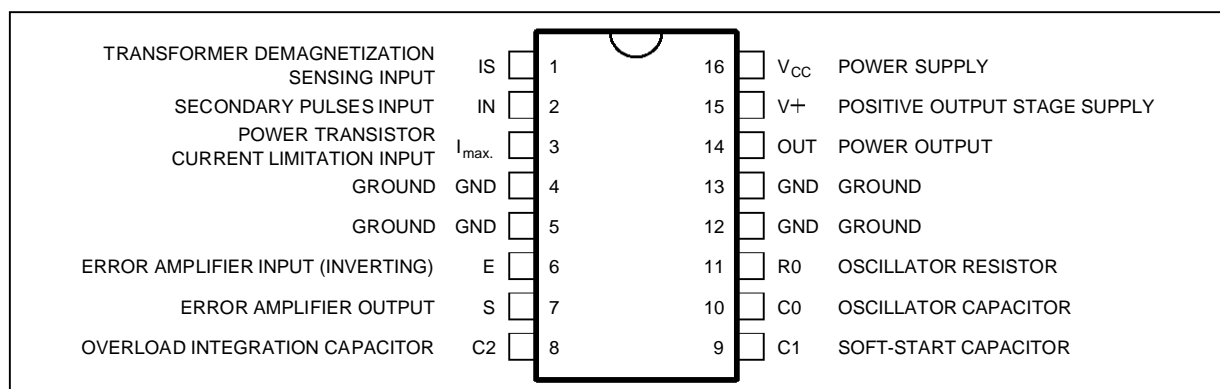 TRANSFORMER DEMAGNETIZATION
SENSING INPUT IS 1
SECONDARY PULSES INPUT IN 2
POWER TRANSISTOR
CURRENT LIMITATION INPUT Imax. 3
GROUND GND 4
GROUND GND 5
ERROR AMPLIFIER INPUT (INVERTING) E 6
ERROR AMPLIFIER OUTPUT S 7
OVERLOAD INTEGRATION CAPACITOR C2 8
16 VCC POWER SUPPLY
15 V+ POSITIVE OUTPUT STAGE SUPPLY
14 OUT POWER OUTPUT
13 GND GROUND
12 GND GROUND
11 R0 OSCILLATOR RESISTOR
10 C0 OSCILLATOR CAPACITOR
9 C1 SOFT-START CAPACITOR